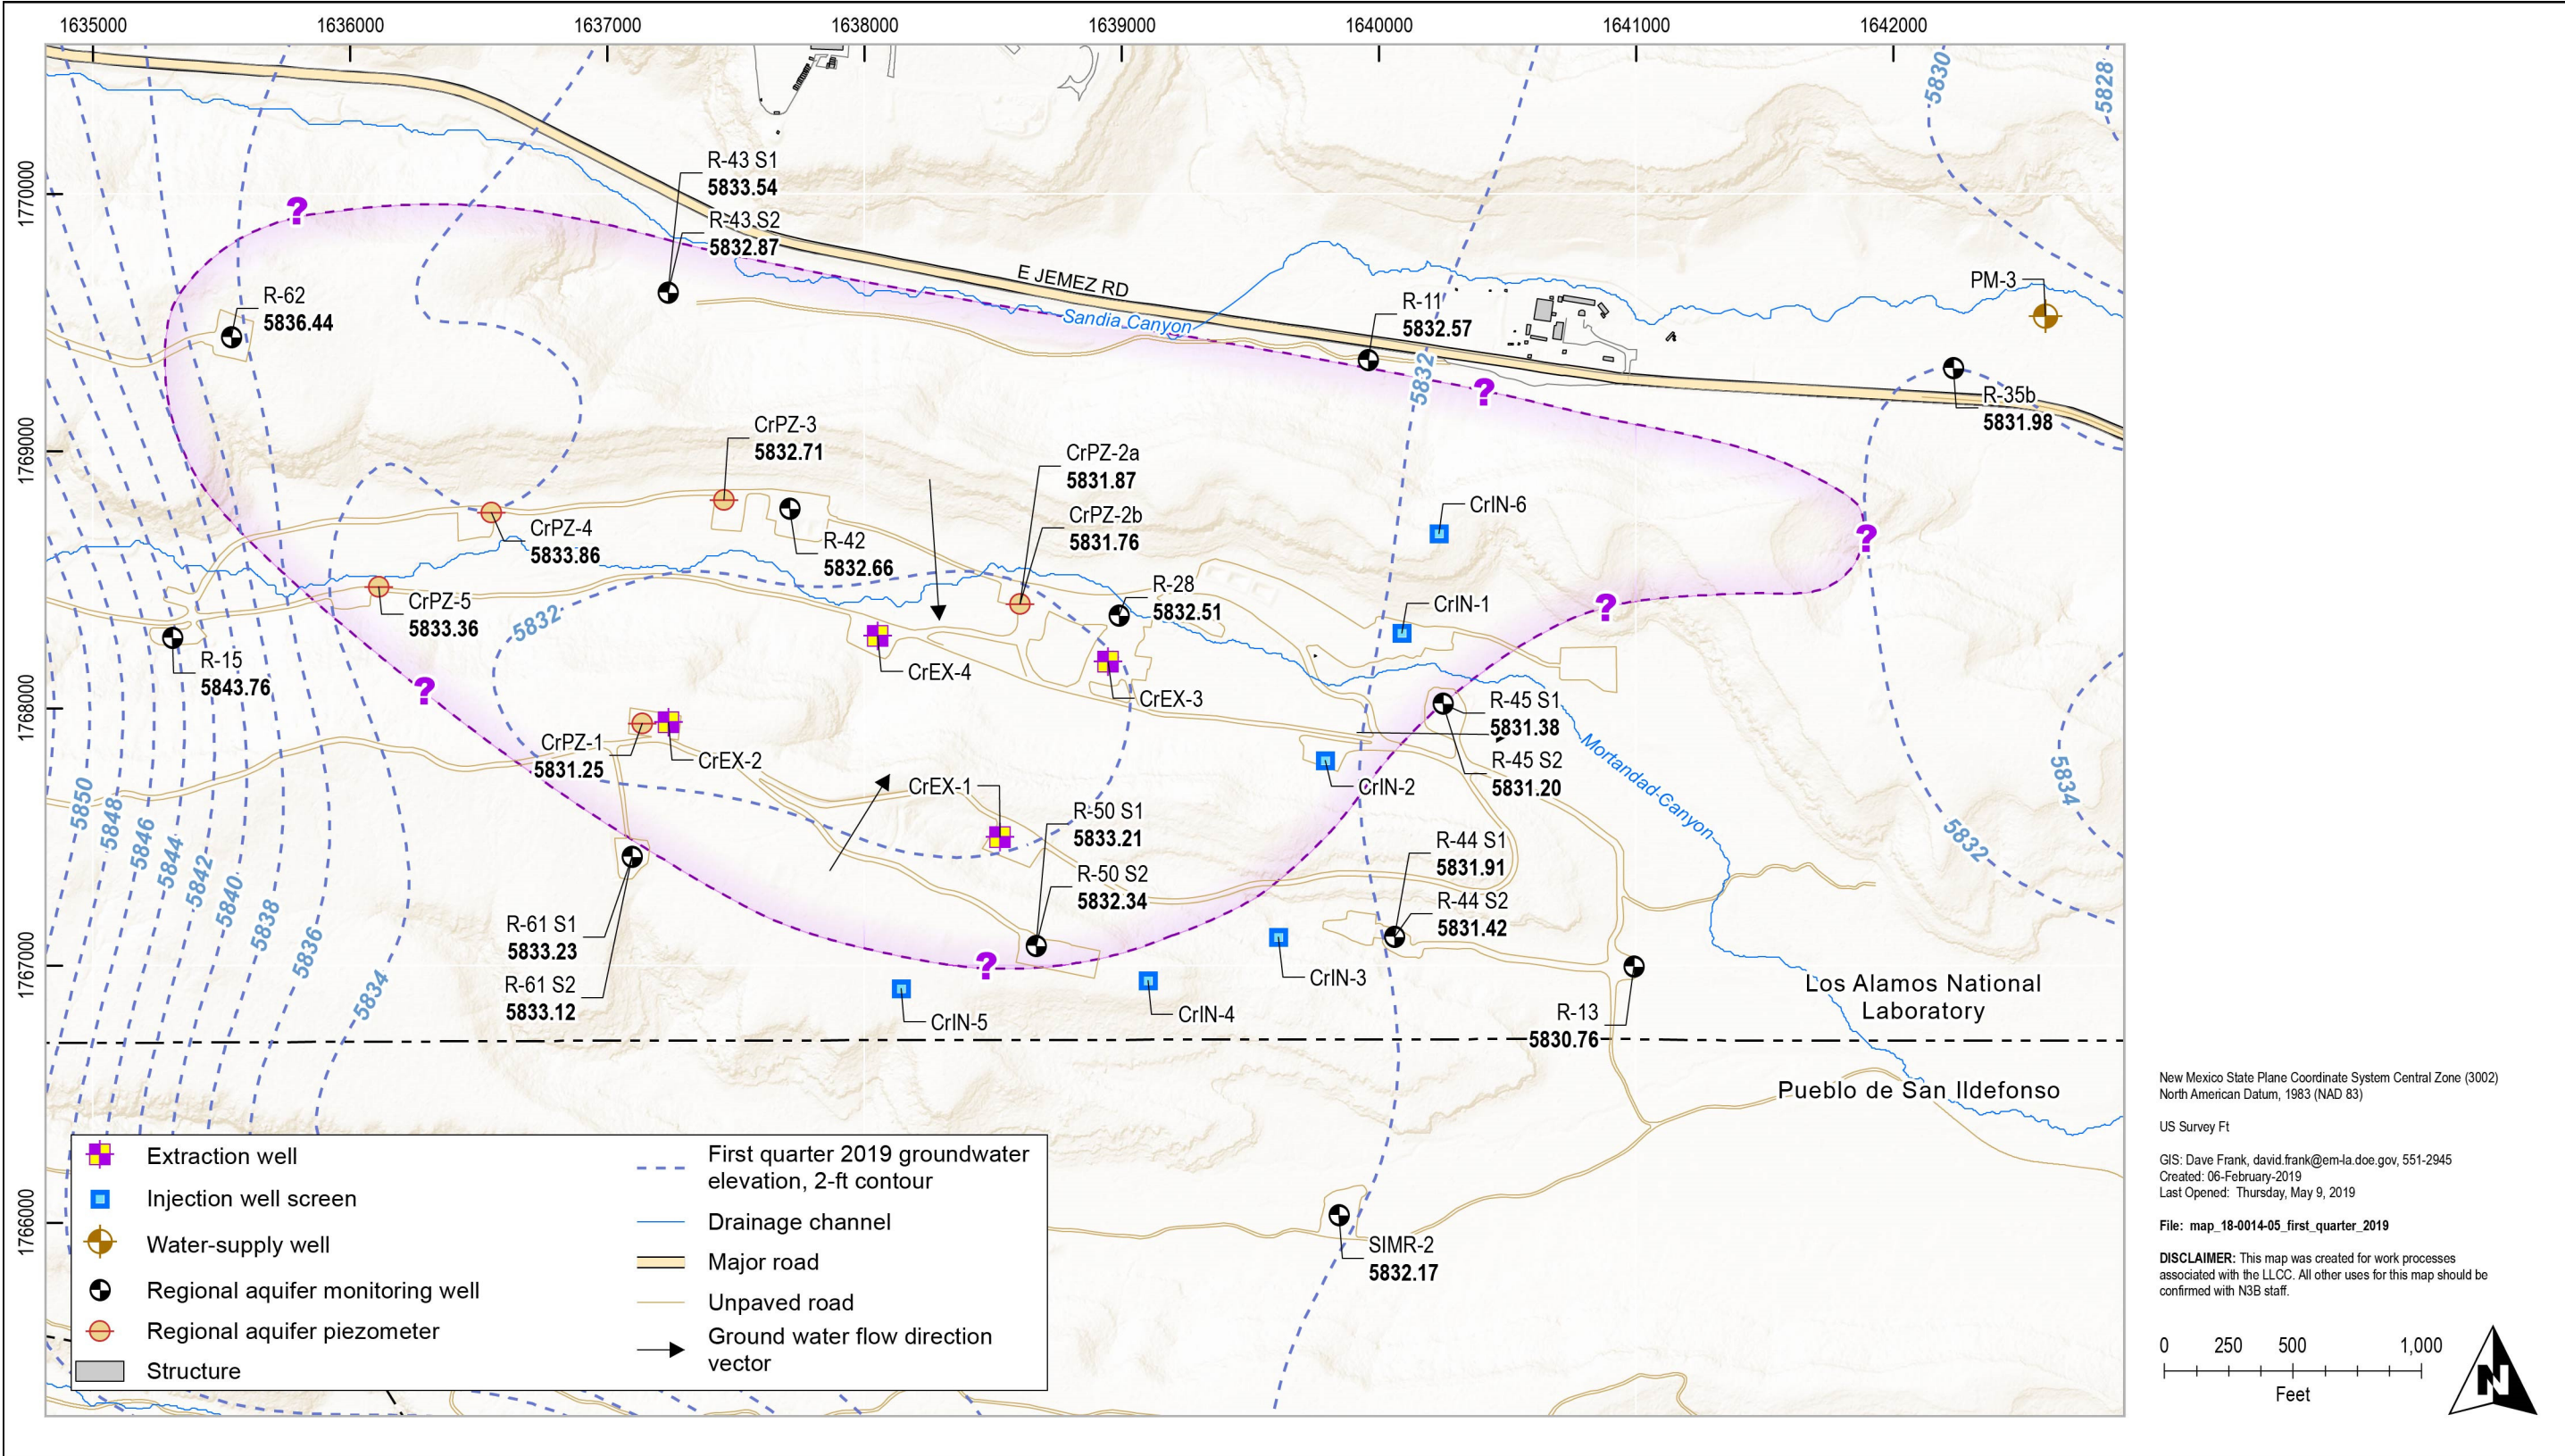 1635000 1636000 1637000 1638000 1639000 1640000 1641000 1642000
1770000
1769000
1768000
1767000
1766000
5830
5828
R-43 S1
5833.54
R-43 S2
5832.87
E JEMEZ RD
Sandia Canyon
R-62
5836.44
R-11
5832.57
PM-3
5832
?
?
R-35b
5831.98
CrPZ-3
5832.71
CrPZ-2a
5831.87
CrPZ-2b
5831.76
CrIN-6
CrPZ-4
5833.86
R-42
5832.66
?
R-28
5832.51
CrIN-1
?
CrPZ-5
5833.36
5832
R-15
5843.76
CrEX-4
CrEX-3
?
R-45 S1
5831.38
R-45 S2
5831.20
CrPZ-1
5831.25
CrEX-2
CrEX-1
CrIN-2
Mortandad Canyon
5834
5832
R-50 S1
5833.21
R-50 S2
5832.34
R-44 S1
5831.91
R-44 S2
5831.42
5850
5848
5846
5844
5842
5840
5838
5836
5834
R-61 S1
5833.23
R-61 S2
5833.12
?
CrIN-5
CrIN-4
CrIN-3
R-13
5830.76
Los Alamos National
Laboratory
Pueblo de San Ildefonso
SIMR-2
5832.17
Extraction well
Injection well screen
Water-supply well
Regional aquifer monitoring well
Regional aquifer piezometer
Structure
First quarter 2019 groundwater
elevation, 2-ft contour
Drainage channel
Major road
Unpaved road
Ground water flow direction
vector
New Mexico State Plane Coordinate System Central Zone (3002)
North American Datum, 1983 (NAD 83)
US Survey Ft
GIS: Dave Frank, david.frank@em-la.doe.gov, 551-2945
Created: 06-February-2019
Last Opened: Thursday, May 9, 2019
File: map_18-0014-05_first_quarter_2019
DISCLAIMER: This map was created for work processes
associated with the LLCC. All other uses for this map should be
confirmed with N3B staff.
0 250 500 1,000
Feet
N